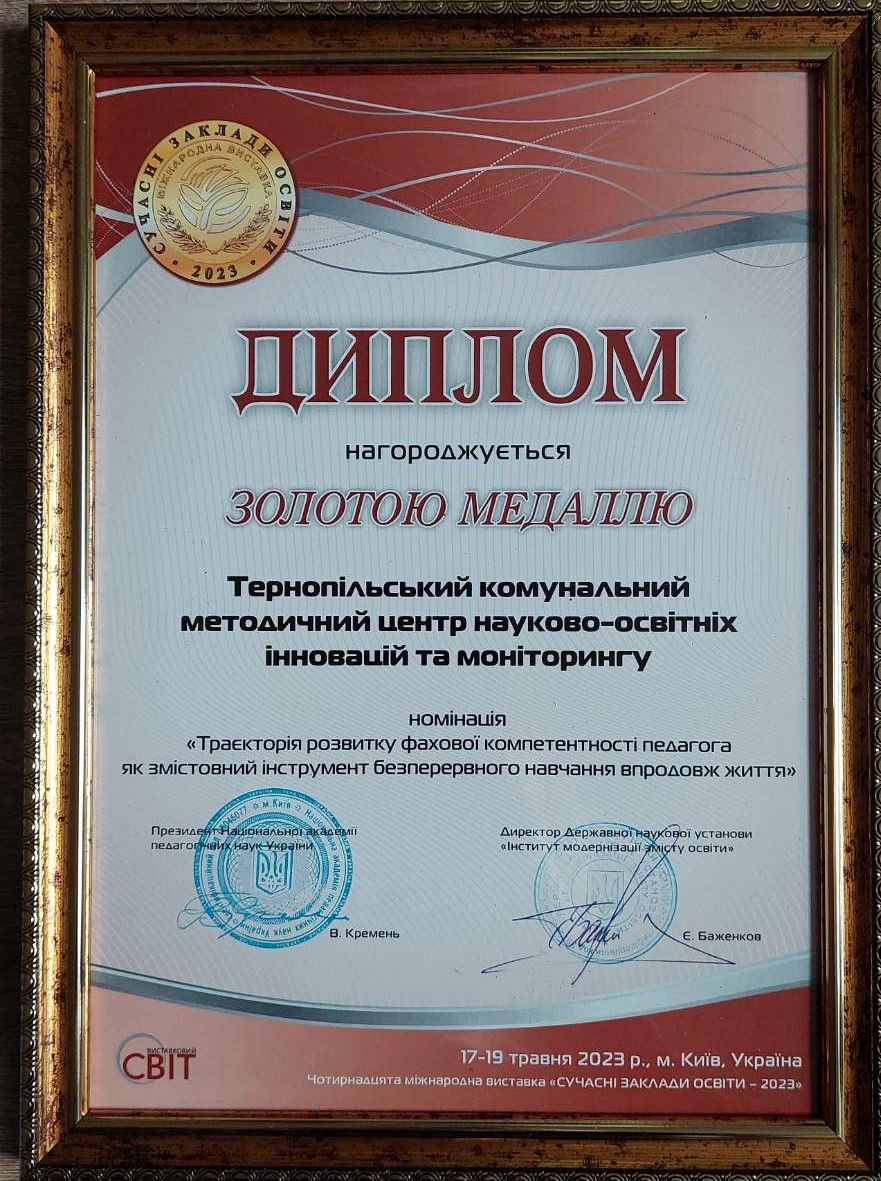 СУЧАСНІ ЗАКЛАДИ ОСВІТИ
МІЖНАРОДНА ВИСТАВКА
• 2023 •
ДИПЛОМ
нагороджується
ЗОЛОТОЮ МЕДАЛЛЮ
Тернопільський комунальний
методичний центр науково-освітніх
інновацій та моніторингу
номінація
«Траєкторія розвитку фахової компетентності педагога
як змістовний інструмент безперервного навчання впродовж життя»
Президент Національної академії
педагогічних наук України
В. Кремень
Директор Державної наукової установи
«Інститут модернізації змісту освіти»
Є. Баженков
ВИСТАВКОВИЙ
СВІТ
17-19 травня 2023 р., м. Київ, Україна
Чотирнадцята міжнародна виставка «СУЧАСНІ ЗАКЛАДИ ОСВІТИ – 2023»